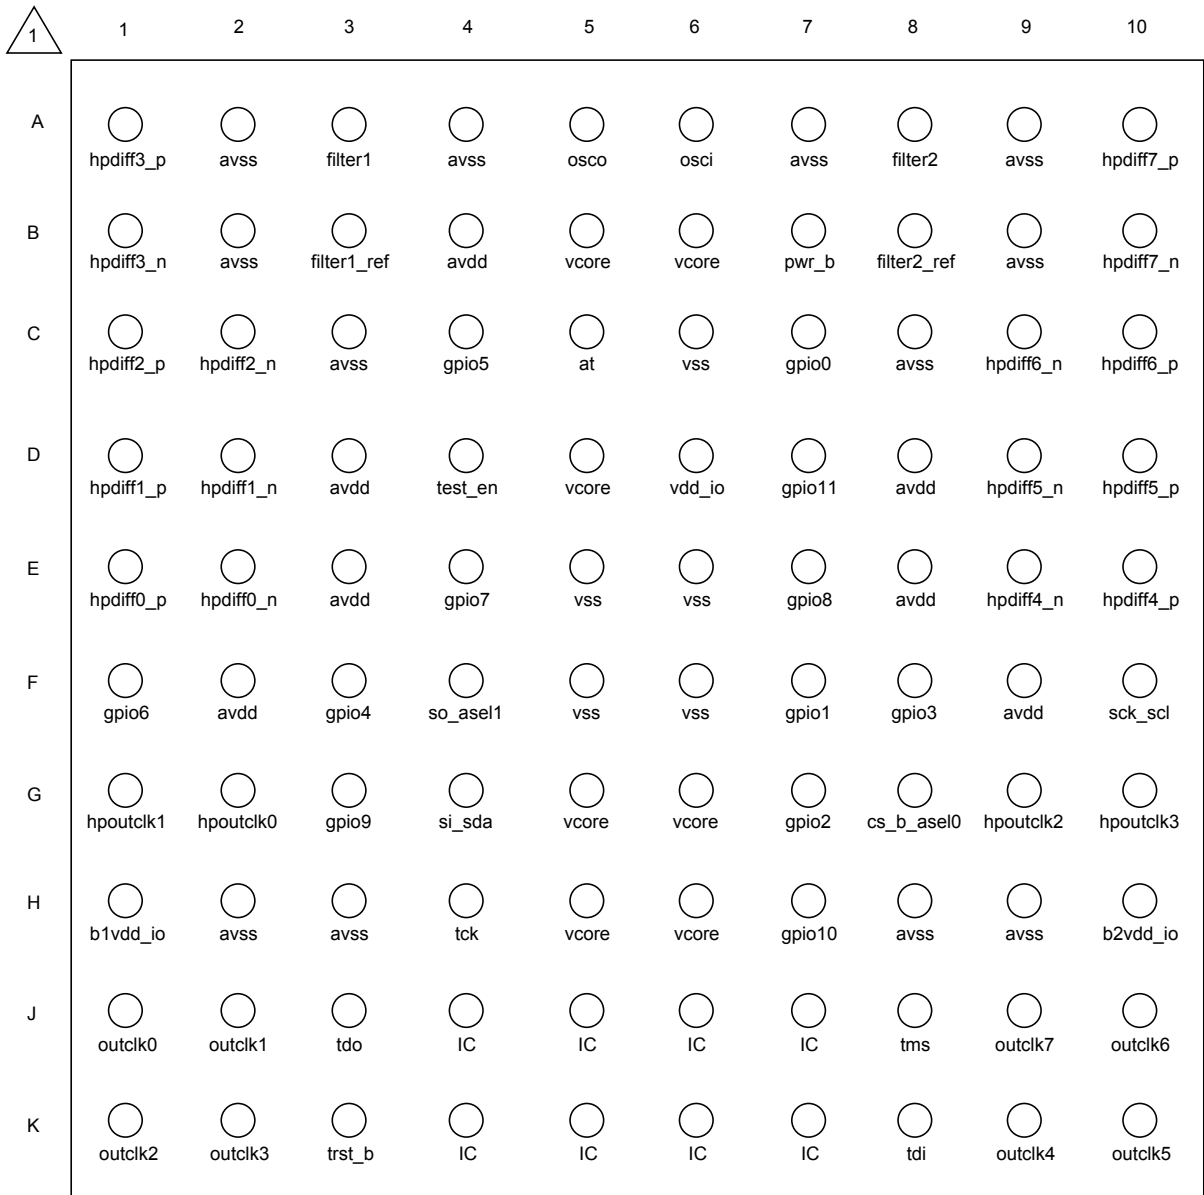 1 1 2 3 4 5 6 7 8 9 10
A
hpdiff3_p avss filter1 avss osco osci avss filter2 avss hpdiff7_p
B
hpdiff3_n avss filter1_ref avdd vcore vcore pwr_b filter2_ref avss hpdiff7_n
C
hpdiff2_p hpdiff2_n avss gpio5 at vss gpio0 avss hpdiff6_n hpdiff6_p
D
hpdiff1_p hpdiff1_n avdd test_en vcore vdd_io gpio11 avdd hpdiff5_n hpdiff5_p
E
hpdiff0_p hpdiff0_n avdd gpio7 vss vss gpio8 avdd hpdiff4_n hpdiff4_p
F
gpio6 avdd gpio4 so_asel1 vss vss gpio1 gpio3 avdd sck_scl
G
hpoutclk1 hpoutclk0 gpio9 si_sda vcore vcore gpio2 cs_b_asel0 hpoutclk2 hpoutclk3
H
b1vdd_io avss avss tck vcore vcore gpio10 avss avss b2vdd_io
J
outclk0 outclk1 tdo IC IC IC IC tms outclk7 outclk6
K
outclk2 outclk3 trst_b IC IC IC IC tdi outclk4 outclk5